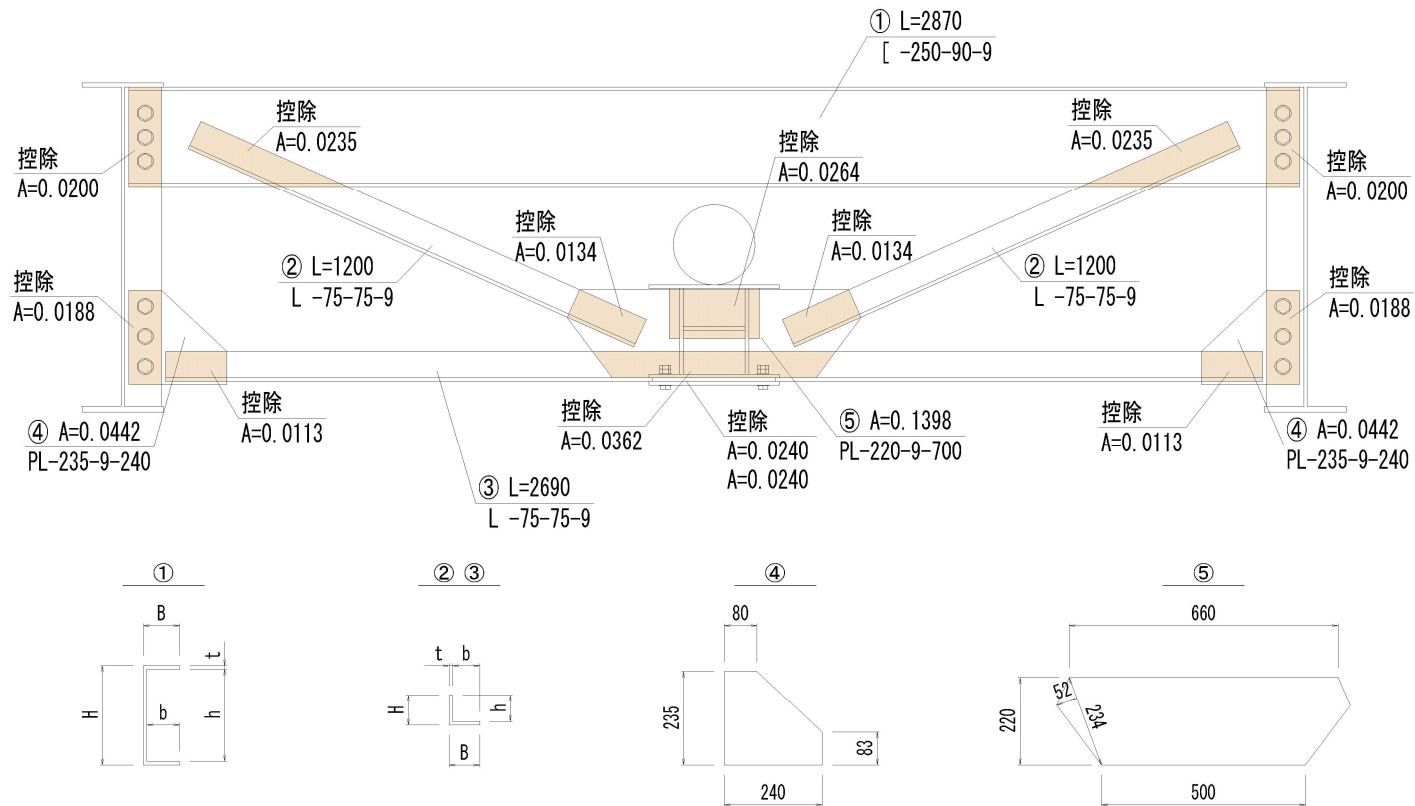 ① L=2870
[ -250-90-9
控除
A=0.0235
控除
A=0.0235
控除
A=0.0264
控除
A=0.0200
控除
A=0.0200
控除
A=0.0134
控除
A=0.0134
② L=1200
L -75-75-9
② L=1200
L -75-75-9
控除
A=0.0188
控除
A=0.0188
④ A=0.0442
PL-235-9-240
控除
A=0.0113
控除
A=0.0362
控除
A=0.0240
A=0.0240
⑤ A=0.1398
PL-220-9-700
控除
A=0.0113
④ A=0.0442
PL-235-9-240
③ L=2690
L -75-75-9
①
B
t
H
b
h
② ③
t
b
H
h
B
④
80
235
83
240
⑤
660
52
234
220
500